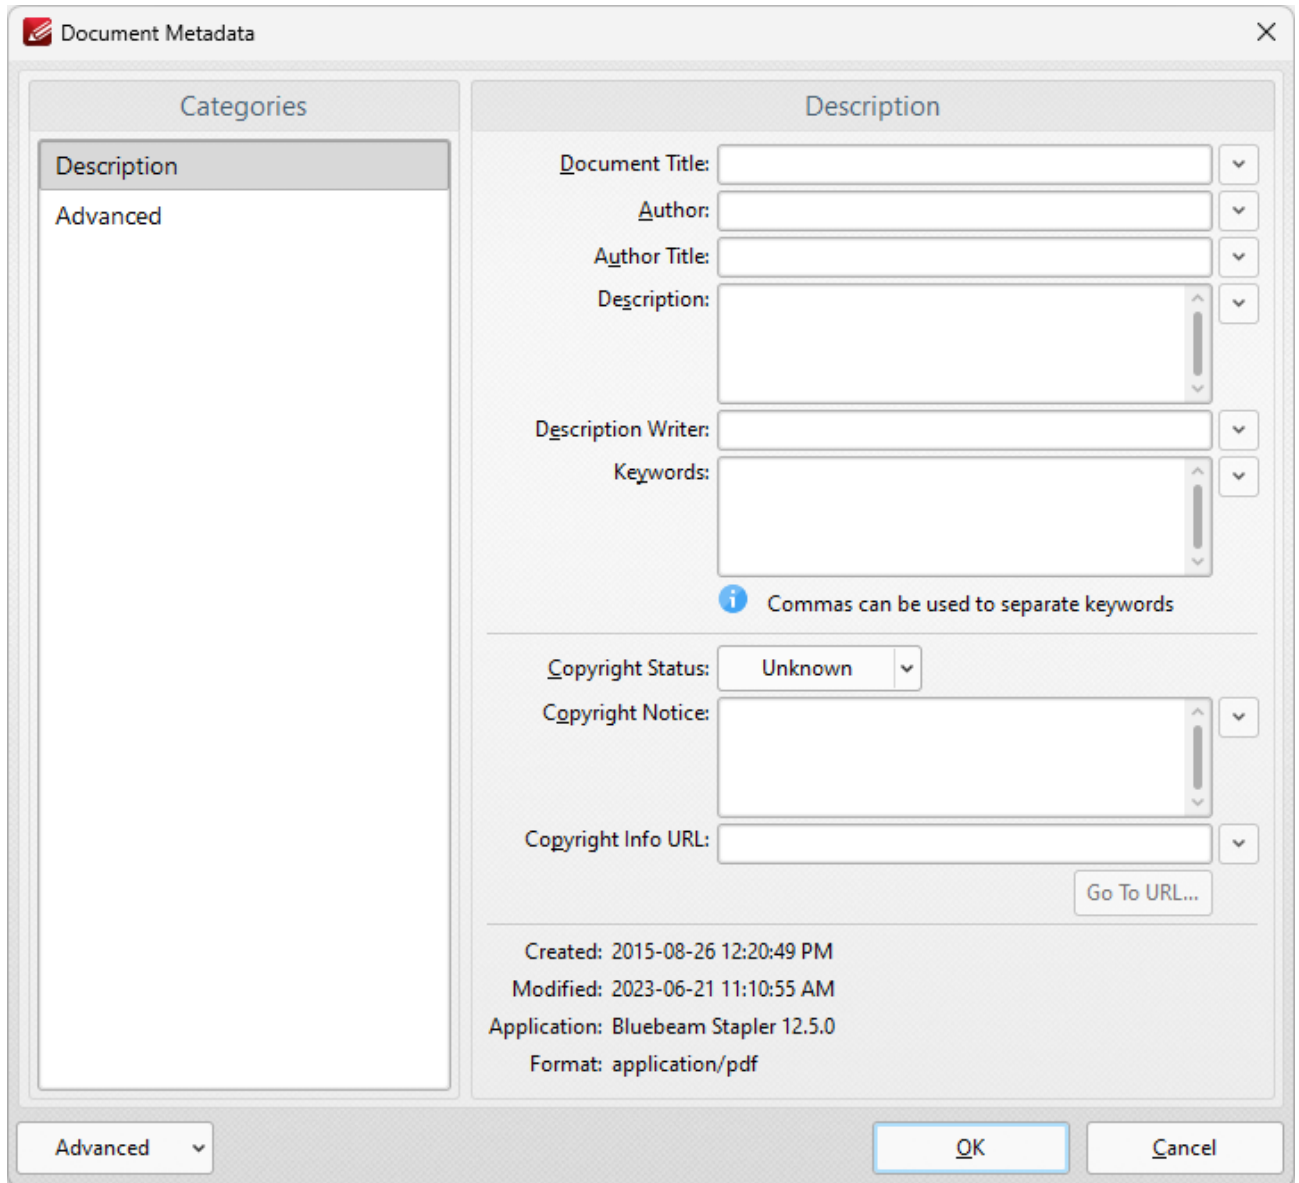 Document Metadata
Categories
Description
Advanced
Description
Document Title:
Author:
Author Title:
Description:
Description Writer:
Keywords:
Commas can be used to separate keywords
Copyright Status: Unknown
Copyright Notice:
Copyright Info URL:
Go To URL...
Created: 2015-08-26 12:20:49 PM
Modified: 2023-06-21 11:10:55 AM
Application: Bluebeam Stapler 12.5.0
Format: application/pdf
Advanced
OK
Cancel